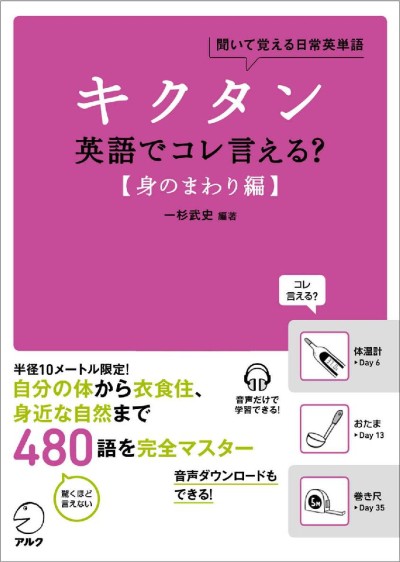 聞いて覚える日常英単語
キクタン
英語でコレ言える?
【身のまわり編】
一杉武史 編著
コレ
言える?
体温計
▶Day 6
おたま
▶Day 13
巻き尺
▶Day 35
5M
半径10メートル限定!
自分の体から衣食住、
身近な自然まで
480語を完全マスター
音声だけで
学習できる!
驚くほど
言えない
音声ダウンロードも
できる!
アルク